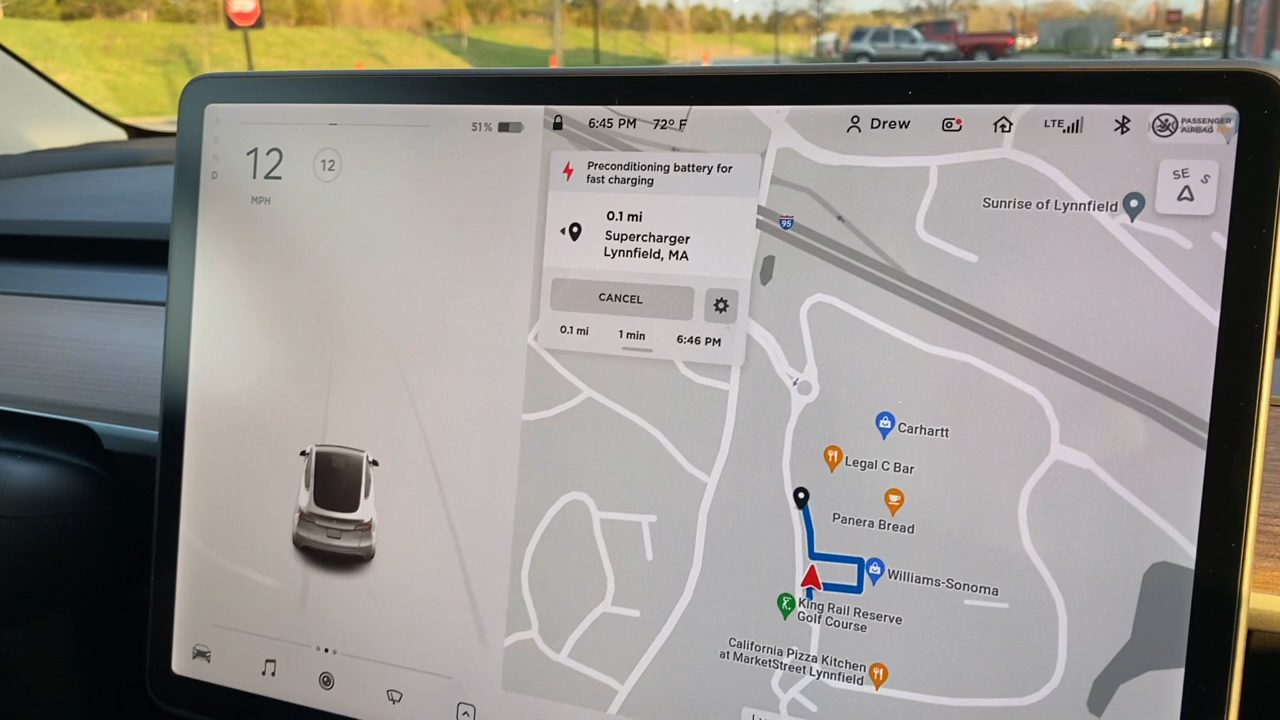 STOP
51%
12
12
MPH
D
6:45 PM
72° F
Drew
LTE
PASSENGER
AIRBAG
Preconditioning battery for
fast charging
0.1 mi
Supercharger
Lynnfield, MA
CANCEL
0.1 mi
1 min
6:46 PM
SE
S
Sunrise of Lynnfield
95
Carhartt
Legal C Bar
Panera Bread
Williams-Sonoma
King Rail Reserve
Golf Course
California Pizza Kitchen
at MarketStreet Lynnfield